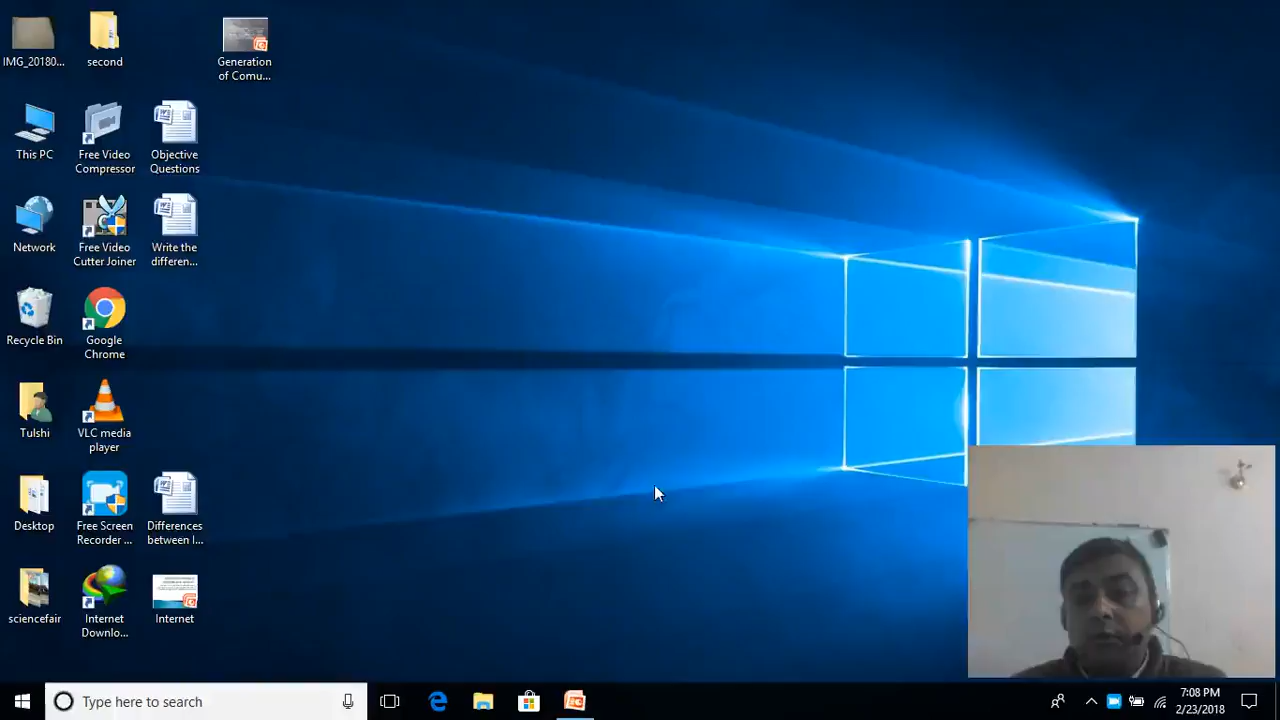 IMG_20180...
second
Generation
of Comu...
This PC
Free Video
Compressor
Objective
Questions
Network
Free Video
Cutter Joiner
Write the
differen...
Recycle Bin
Google
Chrome
Tulshi
VLC media
player
Desktop
Free Screen
Recorder ...
Differences
between I...
sciencefair
Internet
Downlo...
Internet
Type here to search
7:08 PM
2/23/2018